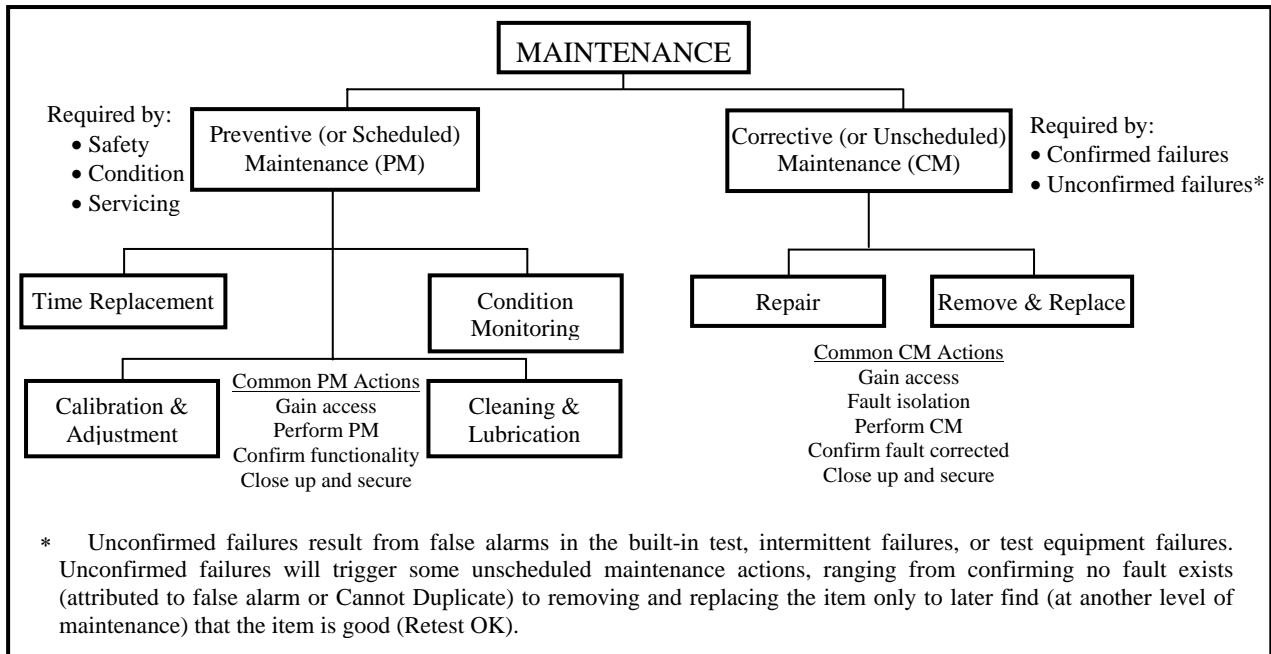 MAINTENANCE
Required by:
• Safety
• Condition
• Servicing
Preventive (or Scheduled)
Maintenance (PM)
Corrective (or Unscheduled)
Maintenance (CM)
Required by:
• Confirmed failures
• Unconfirmed failures*
Time Replacement
Condition
Monitoring
Repair
Remove & Replace
Calibration &
Adjustment
Common PM Actions
Gain access
Perform PM
Confirm functionality
Close up and secure
Cleaning &
Lubrication
Common CM Actions
Gain access
Fault isolation
Perform CM
Confirm fault corrected
Close up and secure
* Unconfirmed failures result from false alarms in the built-in test, intermittent failures, or test equipment failures.
Unconfirmed failures will trigger some unscheduled maintenance actions, ranging from confirming no fault exists
(attributed to false alarm or Cannot Duplicate) to removing and replacing the item only to later find (at another level of
maintenance) that the item is good (Retest OK).